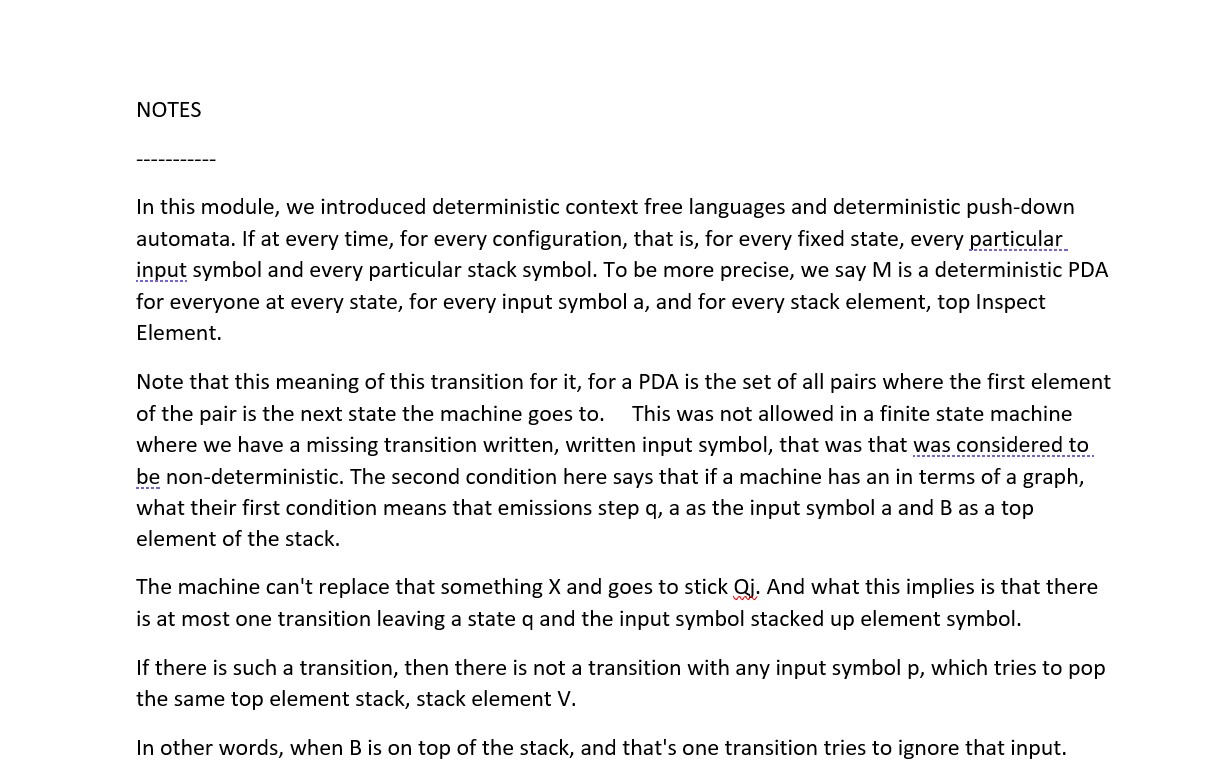 NOTES
-----------
In this module, we introduced deterministic context free languages and deterministic push-down
automata. If at every time, for every configuration, that is, for every fixed state, every particular
input symbol and every particular stack symbol. To be more precise, we say M is a deterministic PDA
for everyone at every state, for every input symbol a, and for every stack element, top Inspect
Element.
Note that this meaning of this transition for it, for a PDA is the set of all pairs where the first element
of the pair is the next state the machine goes to.     This was not allowed in a finite state machine
where we have a missing transition written, written input symbol, that was that was considered to
be non-deterministic. The second condition here says that if a machine has an in terms of a graph,
what their first condition means that emissions step q, a as the input symbol a and B as a top
element of the stack.
The machine can't replace that something X and goes to stick Qj. And what this implies is that there
is at most one transition leaving a state q and the input symbol stacked up element symbol.
If there is such a transition, then there is not a transition with any input symbol p, which tries to pop
the same top element stack, stack element V.
In other words, when B is on top of the stack, and that's one transition tries to ignore that input.